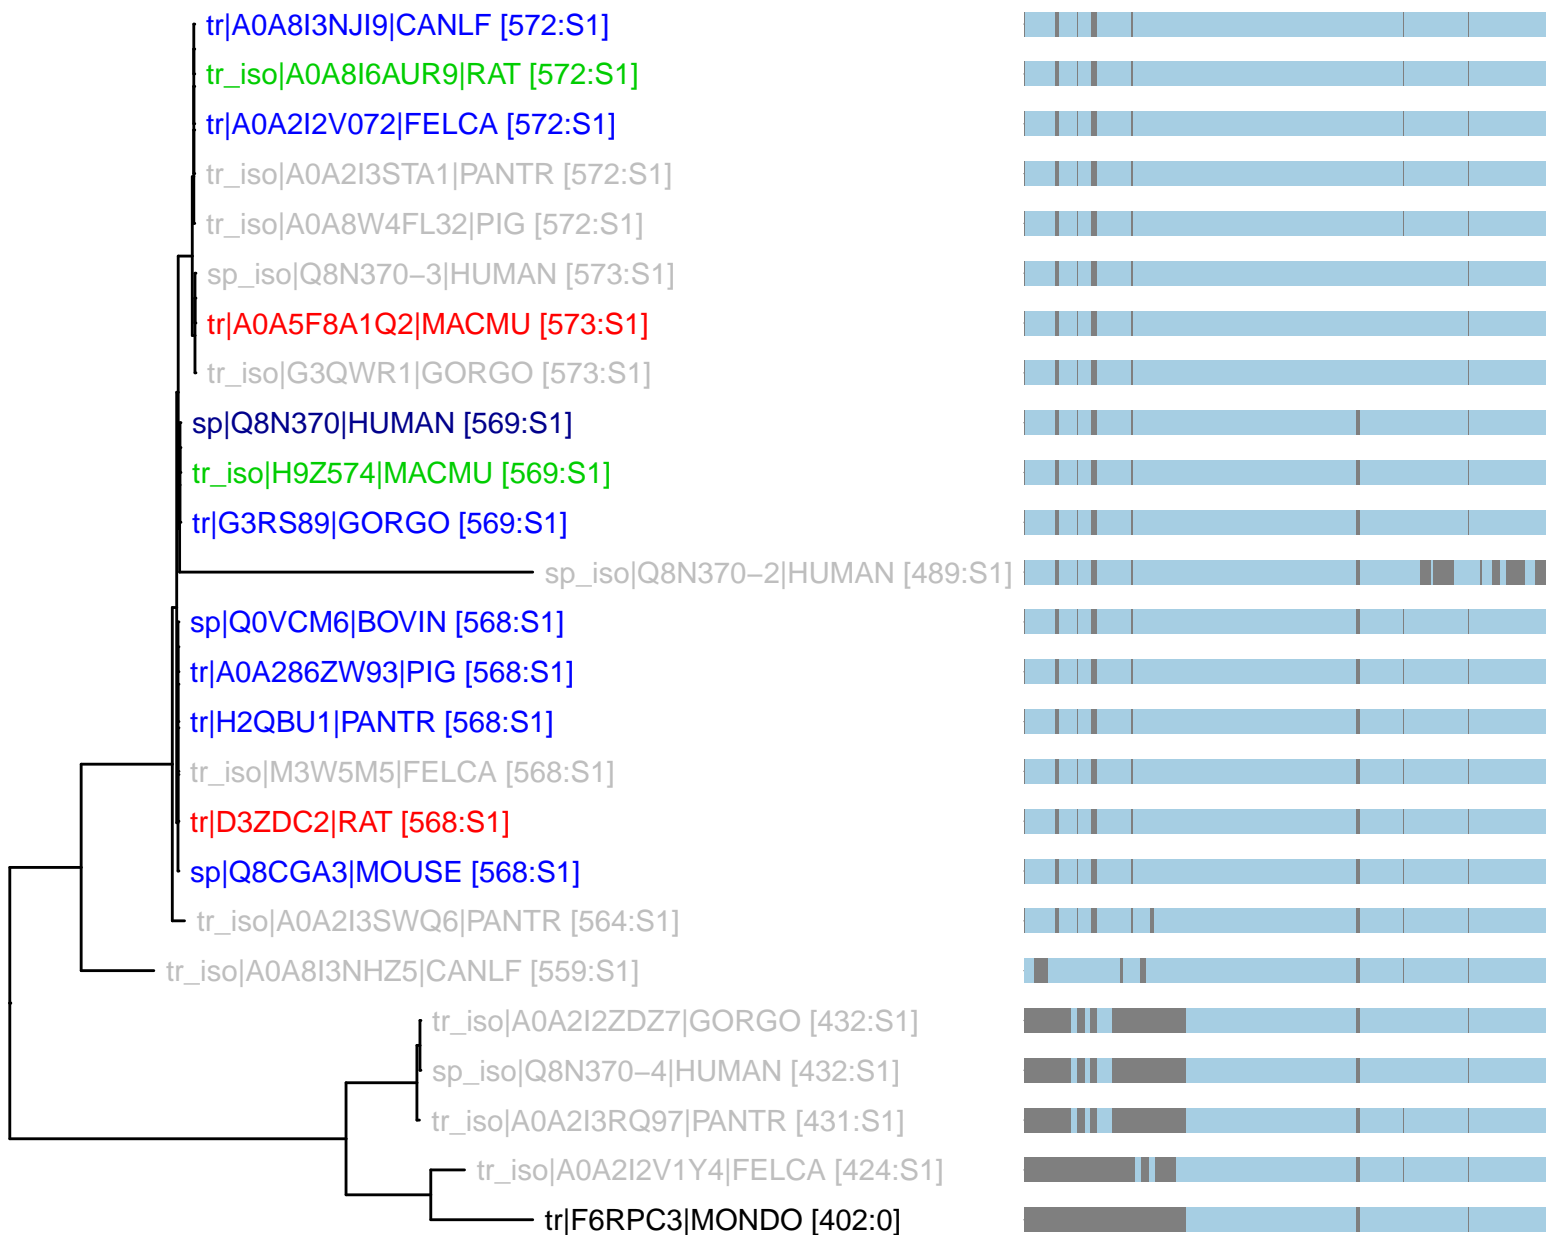 tr|A0A8I3NJI9|CANLF [572:S1]
tr_iso|A0A8I6AUR9|RAT [572:S1]
tr|A0A2I2V072|FELCA [572:S1]
tr_iso|A0A2I3STA1|PANTR [572:S1]
tr_iso|A0A8W4FL32|PIG [572:S1]
sp_iso|Q8N370−3|HUMAN [573:S1]
tr|A0A5F8A1Q2|MACMU [573:S1]
tr_iso|G3QWR1|GORGO [573:S1]
sp|Q8N370|HUMAN [569:S1]
tr_iso|H9Z574|MACMU [569:S1]
tr|G3RS89|GORGO [569:S1]
sp_iso|Q8N370−2|HUMAN [489:S1]
sp|Q0VCM6|BOVIN [568:S1]
tr|A0A286ZW93|PIG [568:S1]
tr|H2QBU1|PANTR [568:S1]
tr_iso|M3W5M5|FELCA [568:S1]
tr|D3ZDC2|RAT [568:S1]
sp|Q8CGA3|MOUSE [568:S1]
tr_iso|A0A2I3SWQ6|PANTR [564:S1]
tr_iso|A0A8I3NHZ5|CANLF [559:S1]
tr_iso|A0A2I2ZDZ7|GORGO [432:S1]
sp_iso|Q8N370−4|HUMAN [432:S1]
tr_iso|A0A2I3RQ97|PANTR [431:S1]
tr_iso|A0A2I2V1Y4|FELCA [424:S1]
tr|F6RPC3|MONDO [402:0]